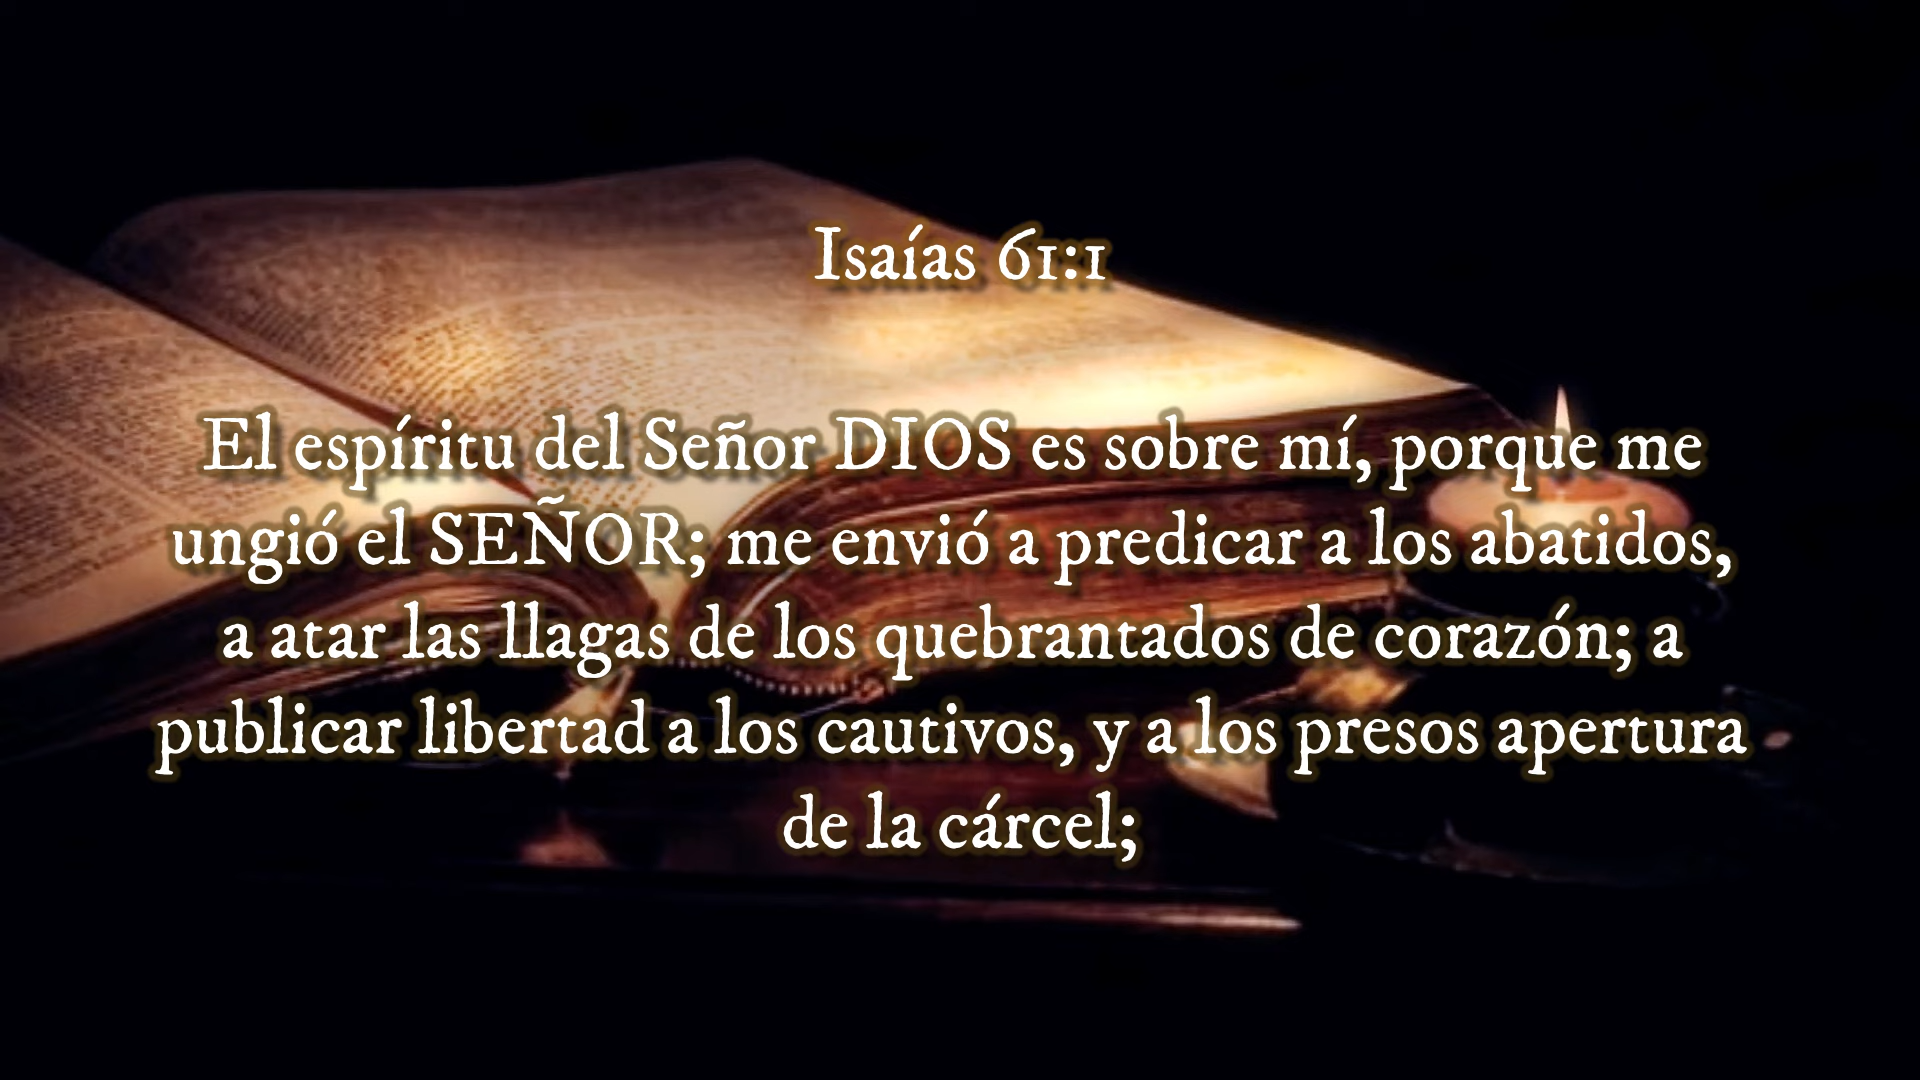 Isaías 61:1
El espíritu del Señor DIOS es sobre mí, porque me
ungió el SEÑOR; me envió a predicar a los abatidos,
a atar las llagas de los quebrantados de corazón; a
publicar libertad a los cautivos, y a los presos apertura
de la cárcel;